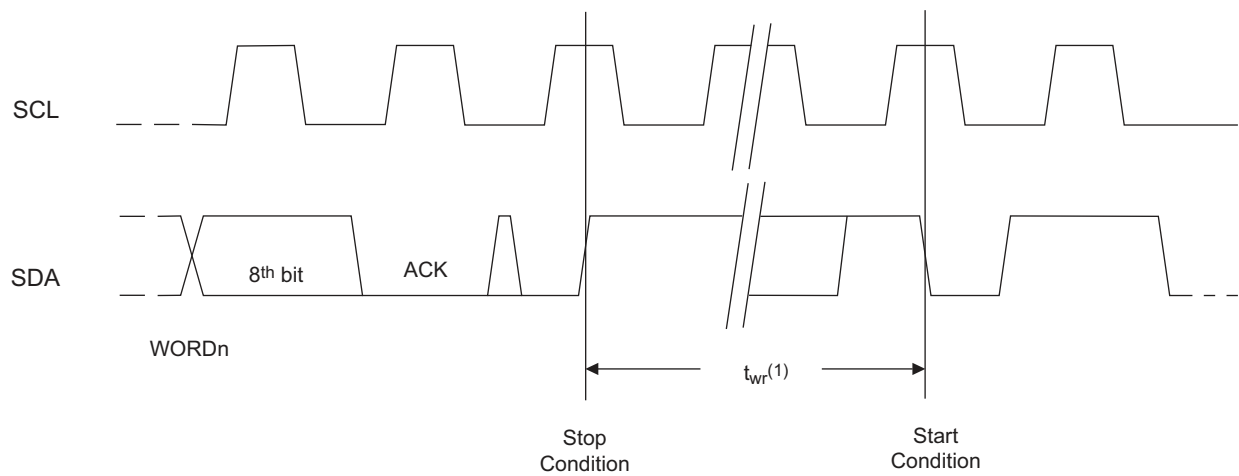 SCL
SDA
8th bit
ACK
WORDn
twr(1)
Stop
Condition
Start
Condition